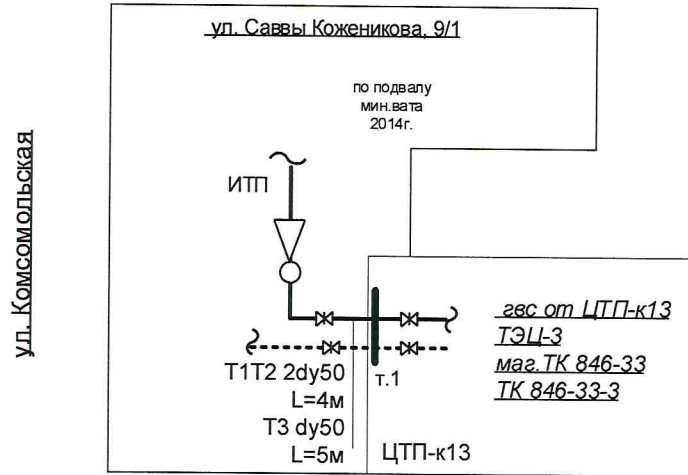 ул. Саввы Коженикова, 9/1
по подвалу
мин.вата
2014г.
ул. Комсомольская
ИТП
гвс от ЦТП-к13
ТЭЦ-3
маг.ТК 846-33
ТК 846-33-3
Т1Т2 2dy50
L=4м
Т3 dy50
L=5м
т.1
ЦТП-к13